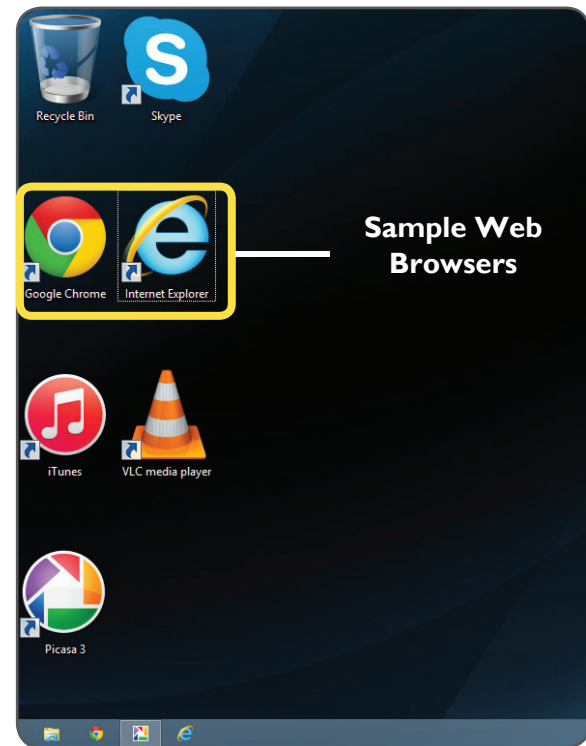 S
Recycle Bin
Skype
Sample Web
Browsers
Google Chrome
Internet Explorer
iTunes
VLC media player
Picasa 3